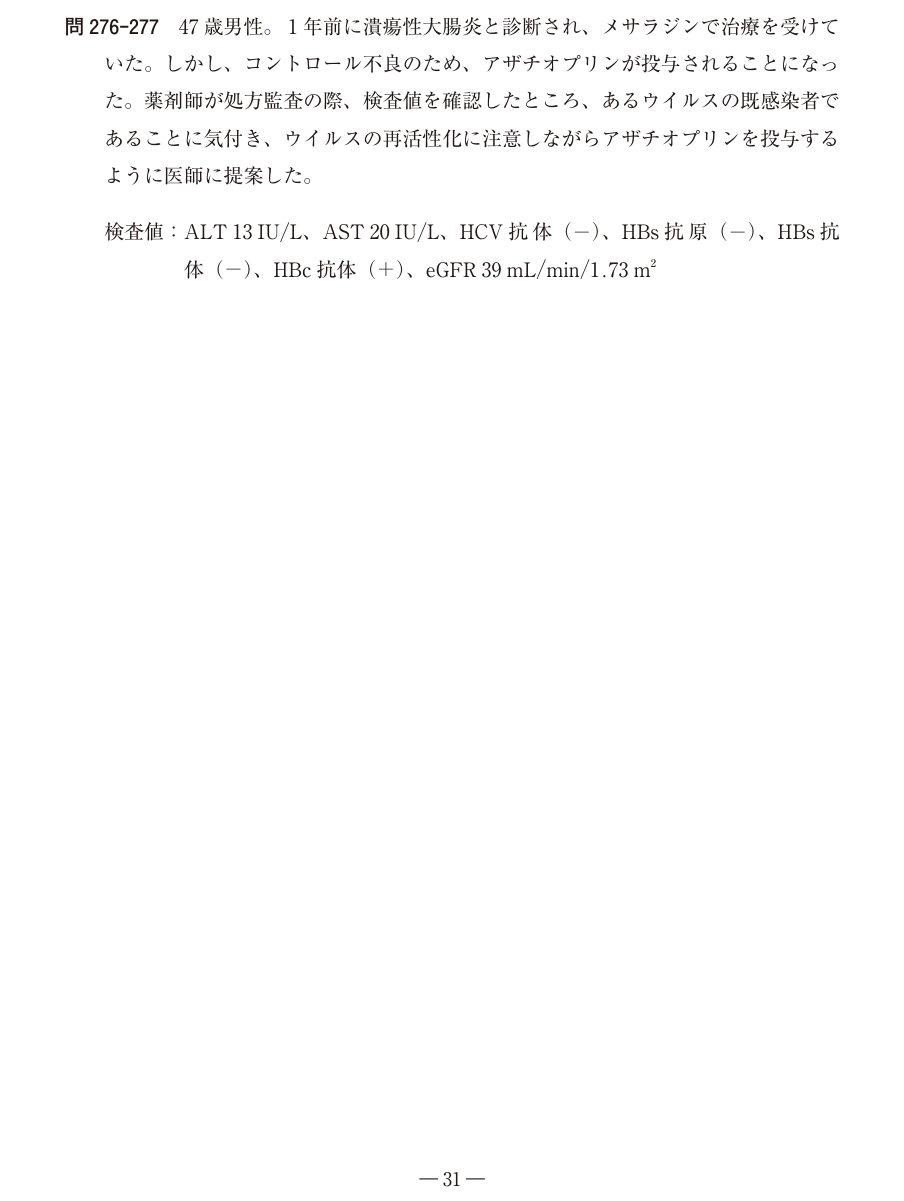 問 276-277　47 歳男性。1 年前に潰瘍性大腸炎と診断され、メサラジンで治療を受けて
いた。しかし、コントロール不良のため、アザチオプリンが投与されることになっ
た。薬剤師が処方監査の際、検査値を確認したところ、あるウイルスの既感染者で
あることに気付き、ウイルスの再活性化に注意しながらアザチオプリンを投与する
ように医師に提案した。
検査値：ALT 13 IU/L、AST 20 IU/L、HCV 抗体（－）、HBs 抗原（－）、HBs 抗
体（－）、HBc 抗体（＋）、eGFR 39 mL/min/1.73 m²
― 31 ―